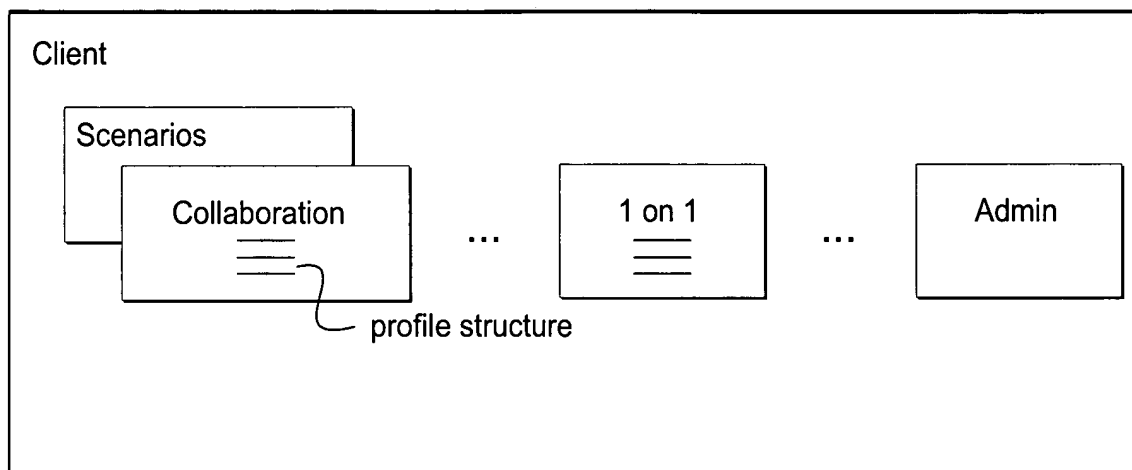 Client
Scenarios
Collaboration
...
1 on 1
...
Admin
profile structure